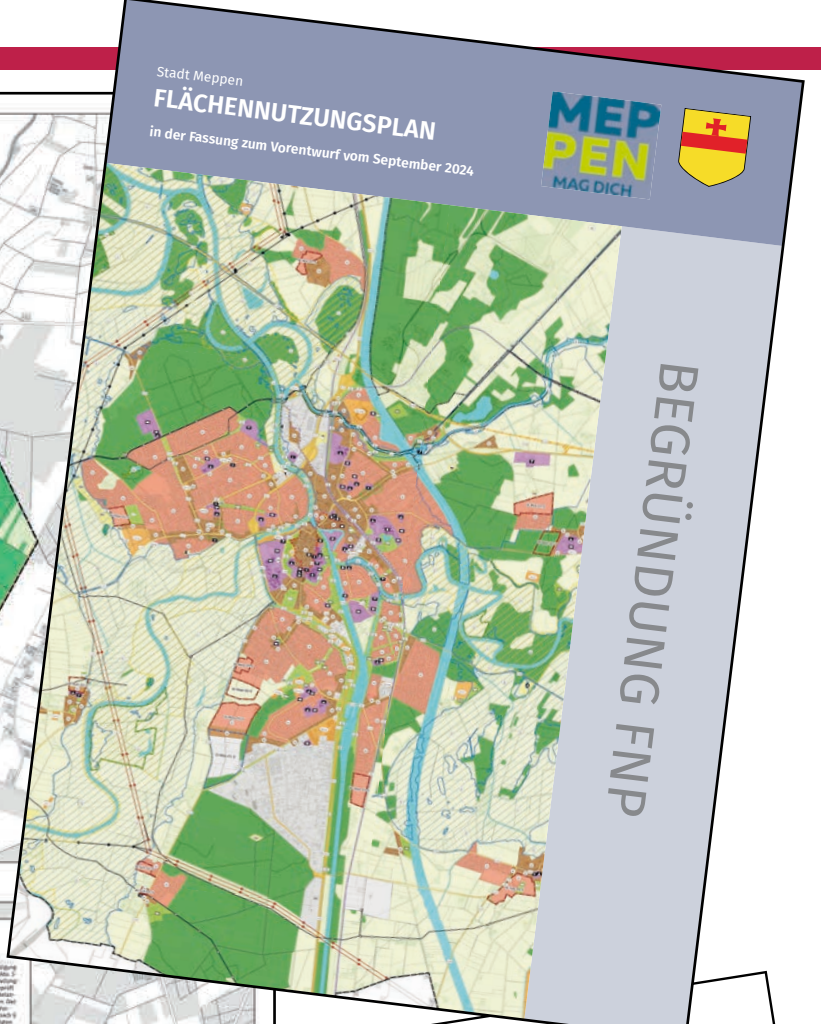 Stadt Meppen
FLÄCHENNUTZUNGSPLAN
in der Fassung zum Vorentwurf vom September 2024
MEP
PEN
MAG DICH
BEGRÜNDUNG FNP